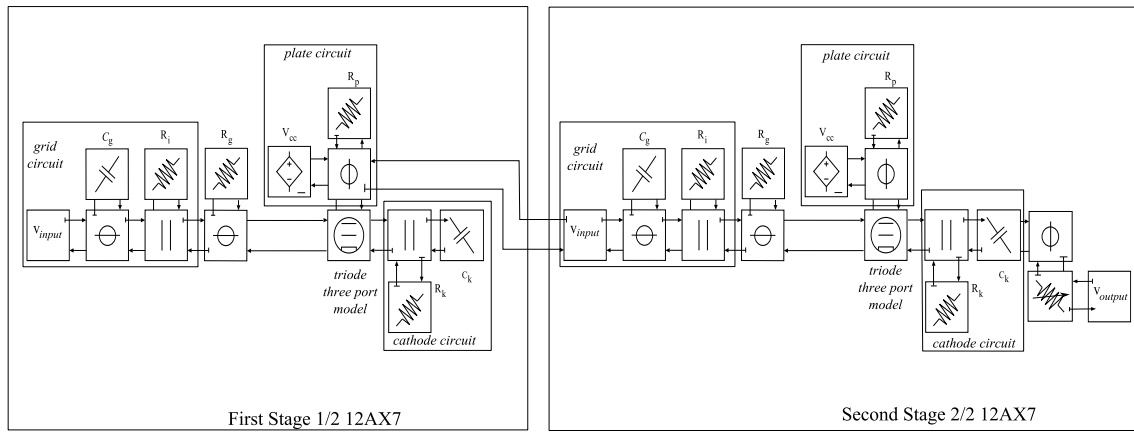 plate circuit
R_p
V_cc
grid circuit
C_g
R_i
R_g
V_input
triode three port model
R_k
C_k
cathode circuit
First Stage 1/2 12AX7
plate circuit
R_p
V_cc
grid circuit
C_g
R_i
R_g
V_input
triode three port model
R_k
C_k
cathode circuit
V_output
Second Stage 2/2 12AX7